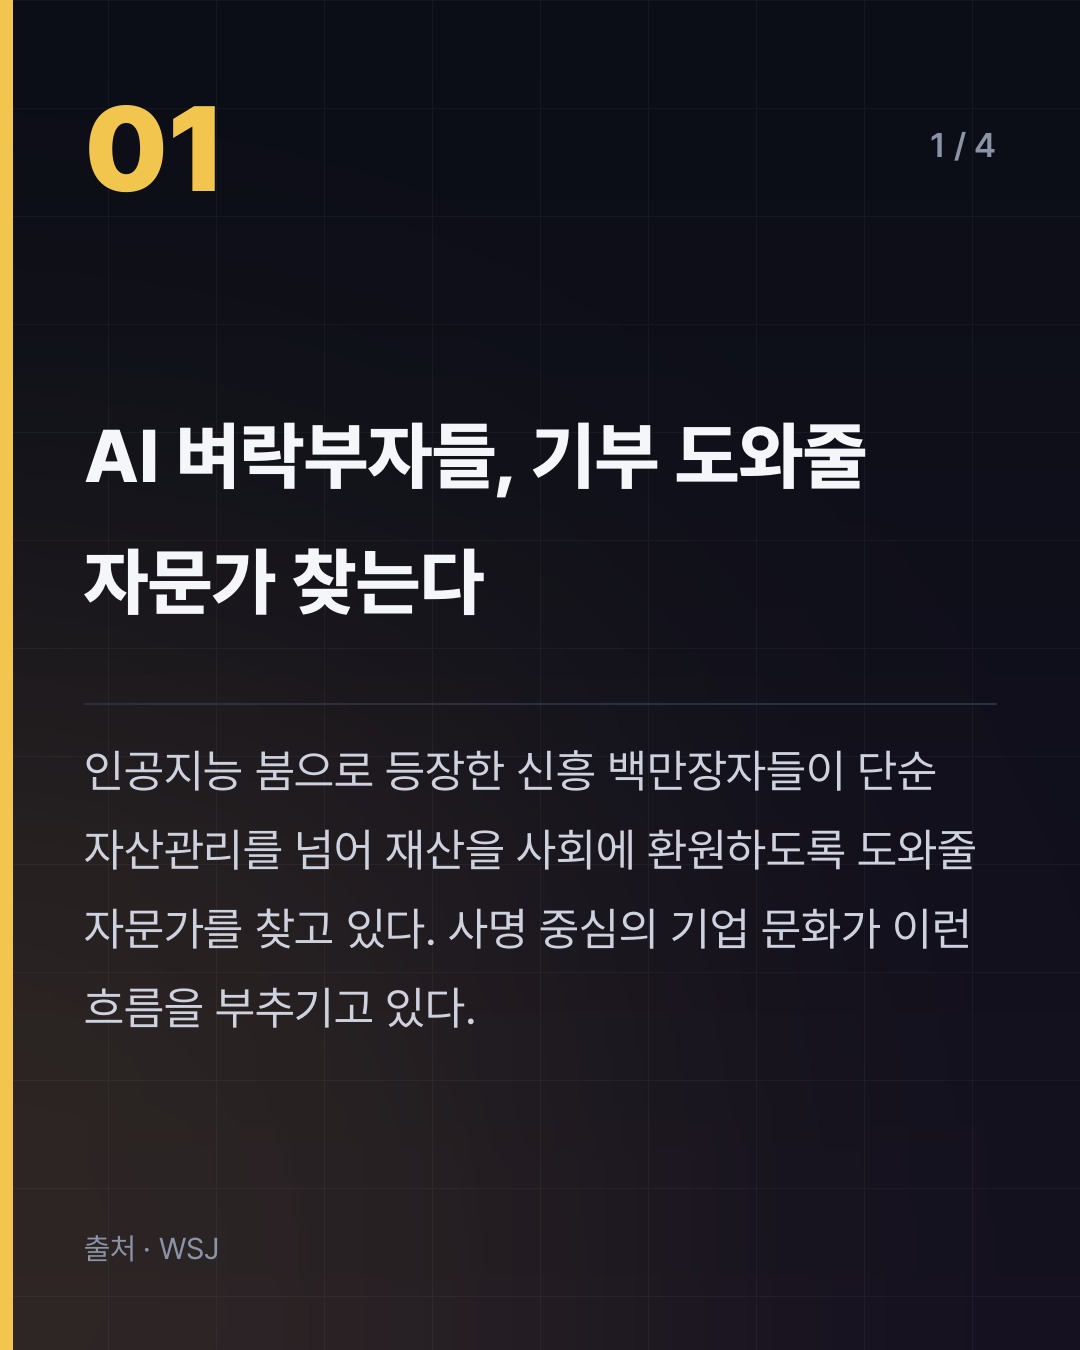 01
1 / 4
AI 벼락부자들, 기부 도와줄
자문가 찾는다
인공지능 붐으로 등장한 신흥 백만장자들이 단순
자산관리를 넘어 재산을 사회에 환원하도록 도와줄
자문가를 찾고 있다. 사명 중심의 기업 문화가 이런
흐름을 부추기고 있다.
출처 · WSJ